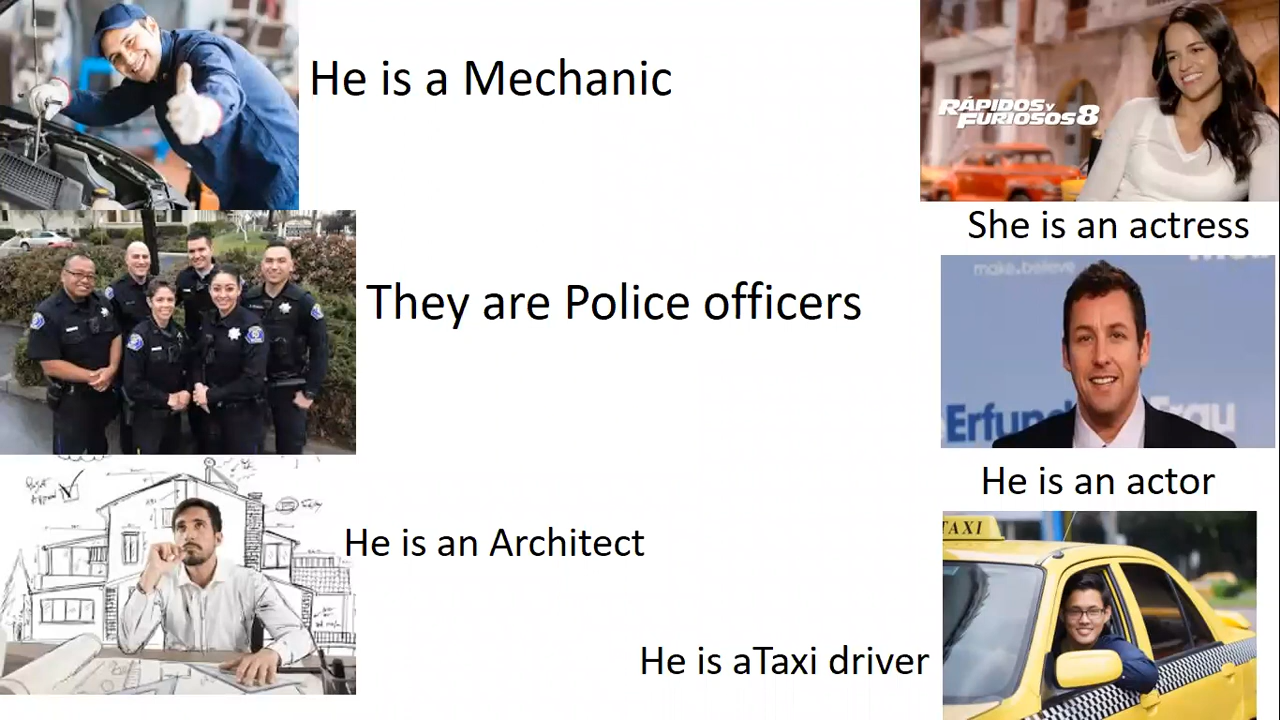 He is a Mechanic
RÁPIDOS Y
FURIOSOS 8
She is an actress
They are Police officers
make.believe
Erfund
Frau
He is an actor
He is an Architect
TAXI
He is aTaxi driver